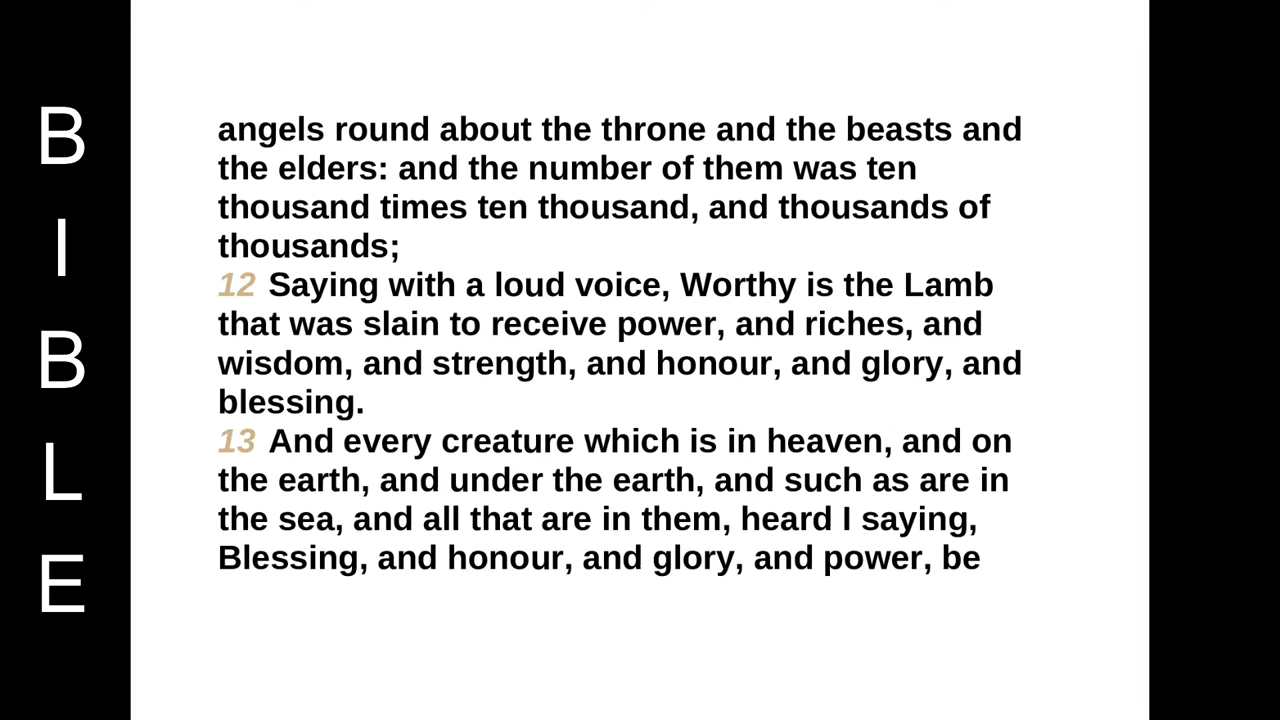 B
I
B
L
E
angels round about the throne and the beasts and
the elders: and the number of them was ten
thousand times ten thousand, and thousands of
thousands;
12 Saying with a loud voice, Worthy is the Lamb
that was slain to receive power, and riches, and
wisdom, and strength, and honour, and glory, and
blessing.
13 And every creature which is in heaven, and on
the earth, and under the earth, and such as are in
the sea, and all that are in them, heard I saying,
Blessing, and honour, and glory, and power, be